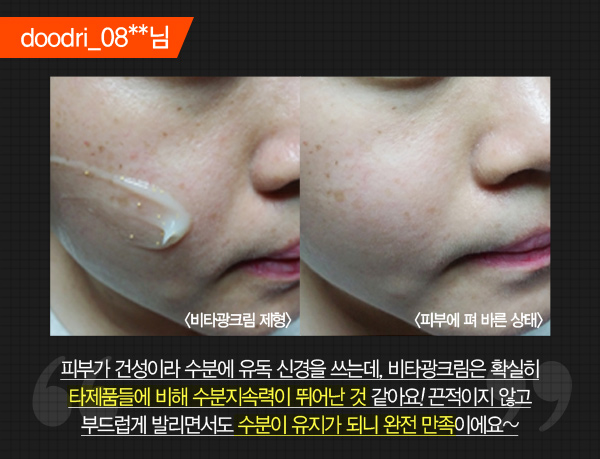 doodri_08**님
<비타광크림 제형>
<피부에 펴 바른 상태>
피부가 건성이라 수분에 유독 신경을 쓰는데, 비타광크림은 확실히
타제품들에 비해 수분지속력이 뛰어난 것 같아요! 끈적이지 않고
부드럽게 발리면서도 수분이 유지가 되니 완전 만족이에요~